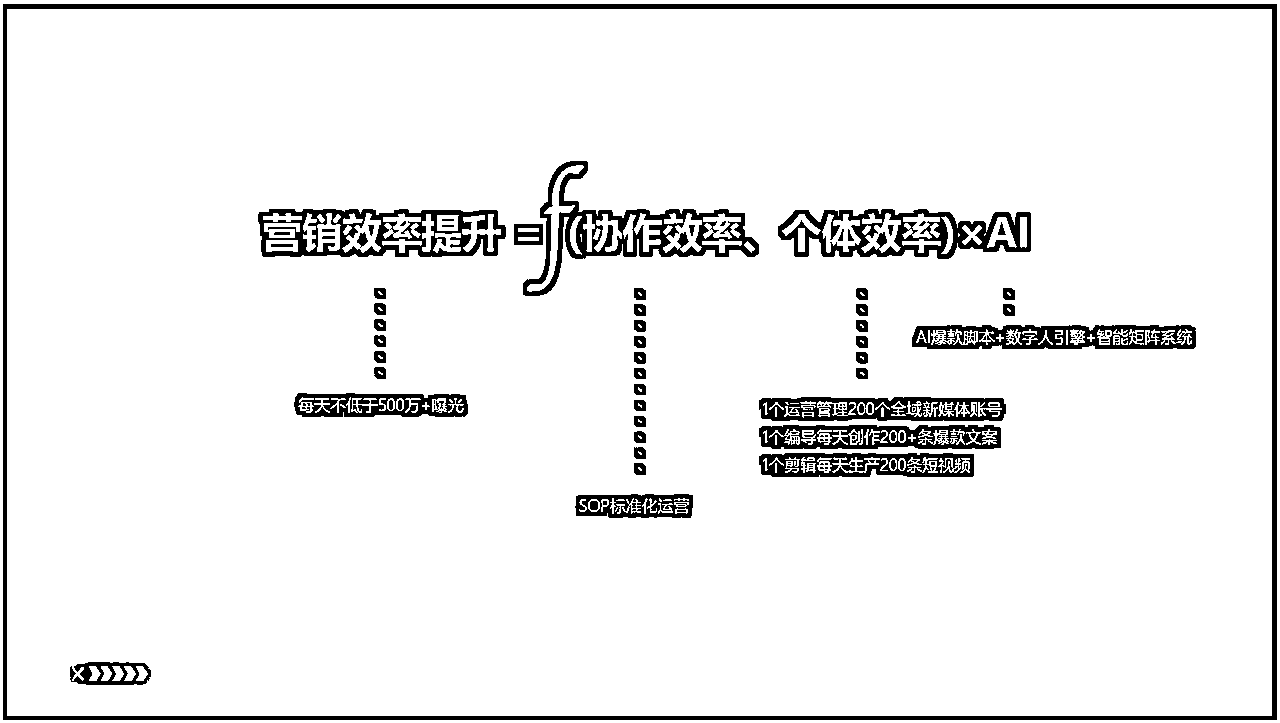 营销效率提升 =f(协作效率、个体效率)×AI
AI爆款脚本+数字人引擎+智能矩阵系统
每天不低于500万+曝光
1个运营管理200个全域新媒体账号
1个编导每天创作200+条爆款文案
1个剪辑每天生产200条短视频
SOP标准化运营